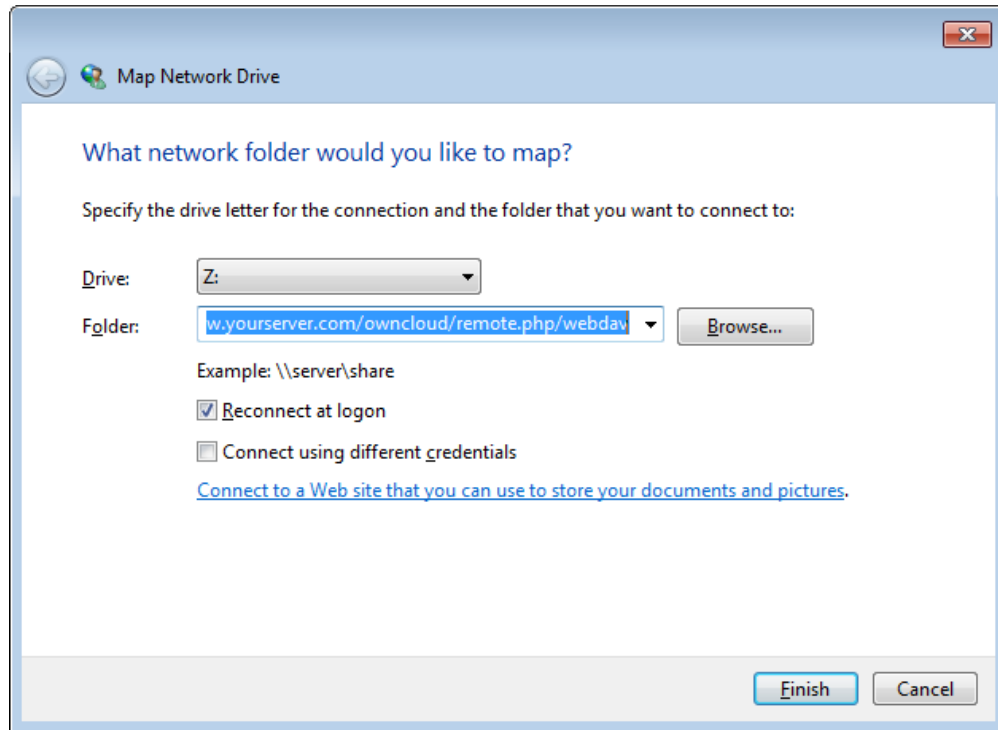 Map Network Drive
What network folder would you like to map?
Specify the drive letter for the connection and the folder that you want to connect to:
Drive: Z:
Folder: w.yourserver.com/owncloud/remote.php/webdav Browse...
Example: \\server\share
Reconnect at logon
Connect using different credentials
Connect to a Web site that you can use to store your documents and pictures.
Finish Cancel